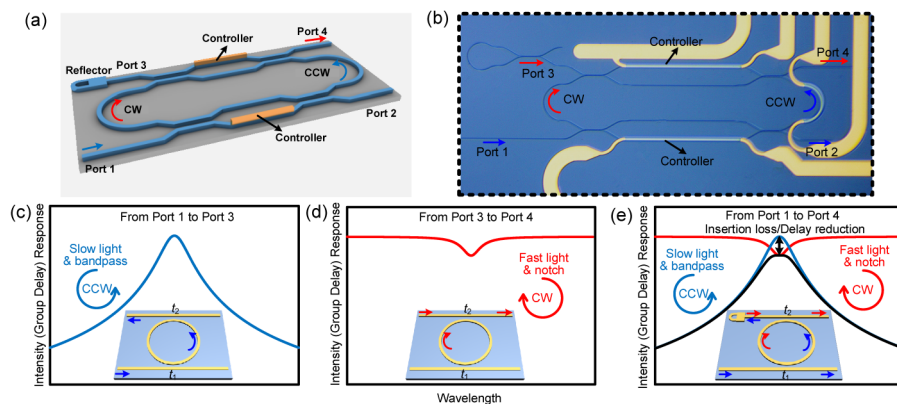 (a)
Controller
Port 4
Reflector
Port 3
CCW
CW
Port 2
Controller
Port 1
(b)
Controller
Port 4
Port 3
CW
CCW
Port 1
Port 2
Controller
(c)
From Port 1 to Port 3
Slow light
& bandpass
CCW
t2
t1
Intensity (Group Delay) Response
(d)
From Port 3 to Port 4
Fast light
& notch
CW
t2
t1
Intensity (Group Delay) Response
Wavelength
(e)
From Port 1 to Port 4
Insertion loss/Delay reduction
Slow light
& bandpass
CCW
Fast light
& notch
CW
t2
t1
Intensity (Group Delay) Response